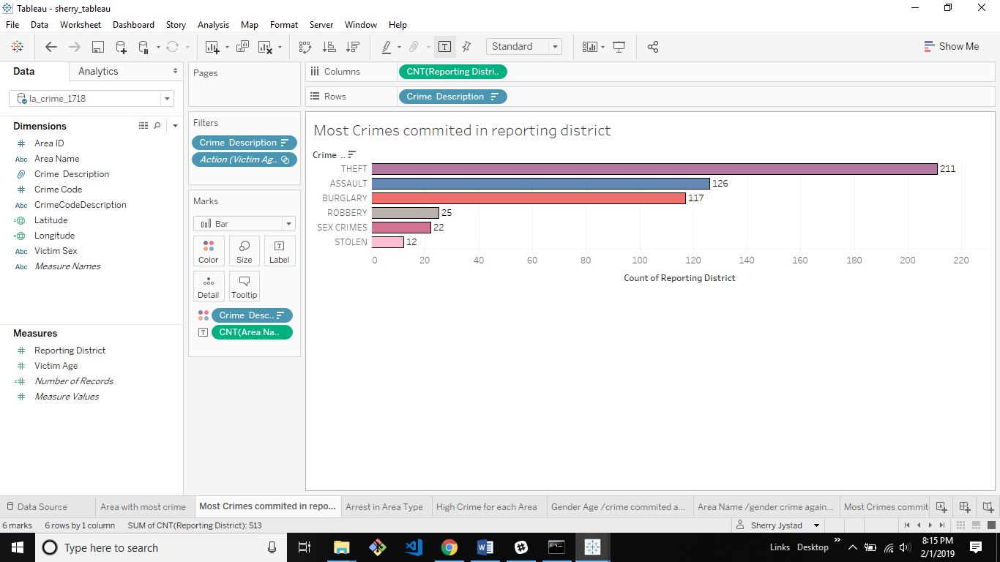 Tableau - sherry_tableau
File Data Worksheet Dashboard Story Analysis Map Format Server Window Help
Standard
Show Me
Data
Analytics
la_crime_1718
Dimensions
Area ID
Abc Area Name
Crime Description
Crime Code
Abc CrimeCodeDescription
Latitude
Longitude
Abc Victim Sex
Abc Measure Names
Measures
Reporting District
Victim Age
Number of Records
Measure Values
Pages
Filters
Crime Description
Action (Victim Ag..
Marks
Bar
Color Size Label
Detail Tooltip
Crime Desc..
CNT(Area Na..
Columns CNT(Reporting Distri..
Rows Crime Description
Most Crimes commited in reporting district
Crime ..
THEFT 211
ASSAULT 126
BURGLARY 117
ROBBERY 25
SEX CRIMES 22
STOLEN 12
0 20 40 60 80 100 120 140 160 180 200 220
Count of Reporting District
Data Source
Area with most crime
Most Crimes commited in repo...
Arrest in Area Type
High Crime for each Area
Gender Age /crime commited a...
Area Name /gender crime again...
Most Crimes commit
6 marks 6 rows by 1 column SUM of CNT(Reporting District): 513
Sherry Jystad
Type here to search
Links Desktop
8:15 PM
2/1/2019